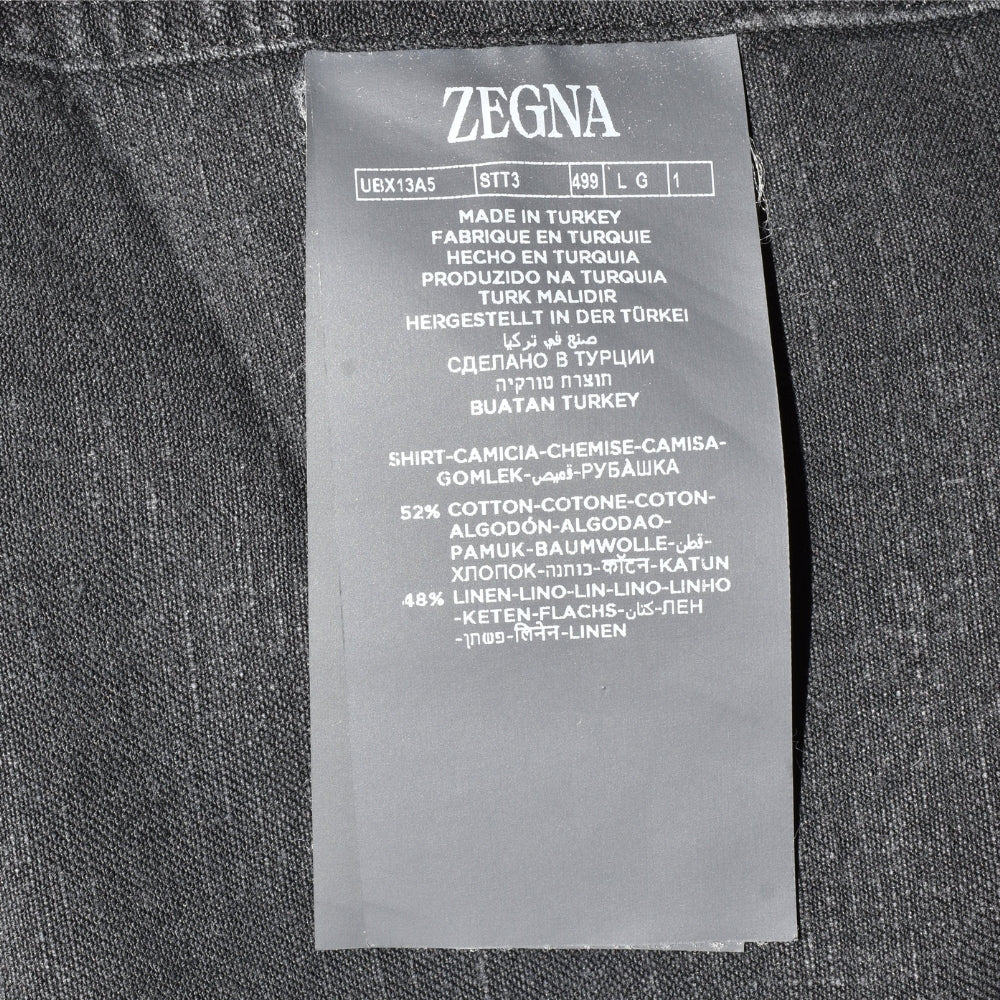 ZEGNA
UBX13A5 STT3 499 L G 1
MADE IN TURKEY
FABRIQUE EN TURQUIE
HECHO EN TURQUIA
PRODUZIDO NA TURQUIA
TURK MALIDIR
HERGESTELLT IN DER TÜRKEI
صنع في تركيا
СДЕЛАНО В ТУРЦИИ
תוצרת טורקיה
BUATAN TURKEY
SHIRT-CAMICIA-CHEMISE-CAMISA-
GOMLEK-قميص-РУБÀШКА
52% COTTON-COTONE-COTON-
ALGODÓN-ALGODAO-
PAMUK-BAUMWOLLE-قطن-
ХЛОПОК-כותנה-कॉटन-KATUN
48% LINEN-LINO-LIN-LINO-LINHO
-KETEN-FLACHS-كتان-ЛЕН
-פשתן-लिनेन-LINEN